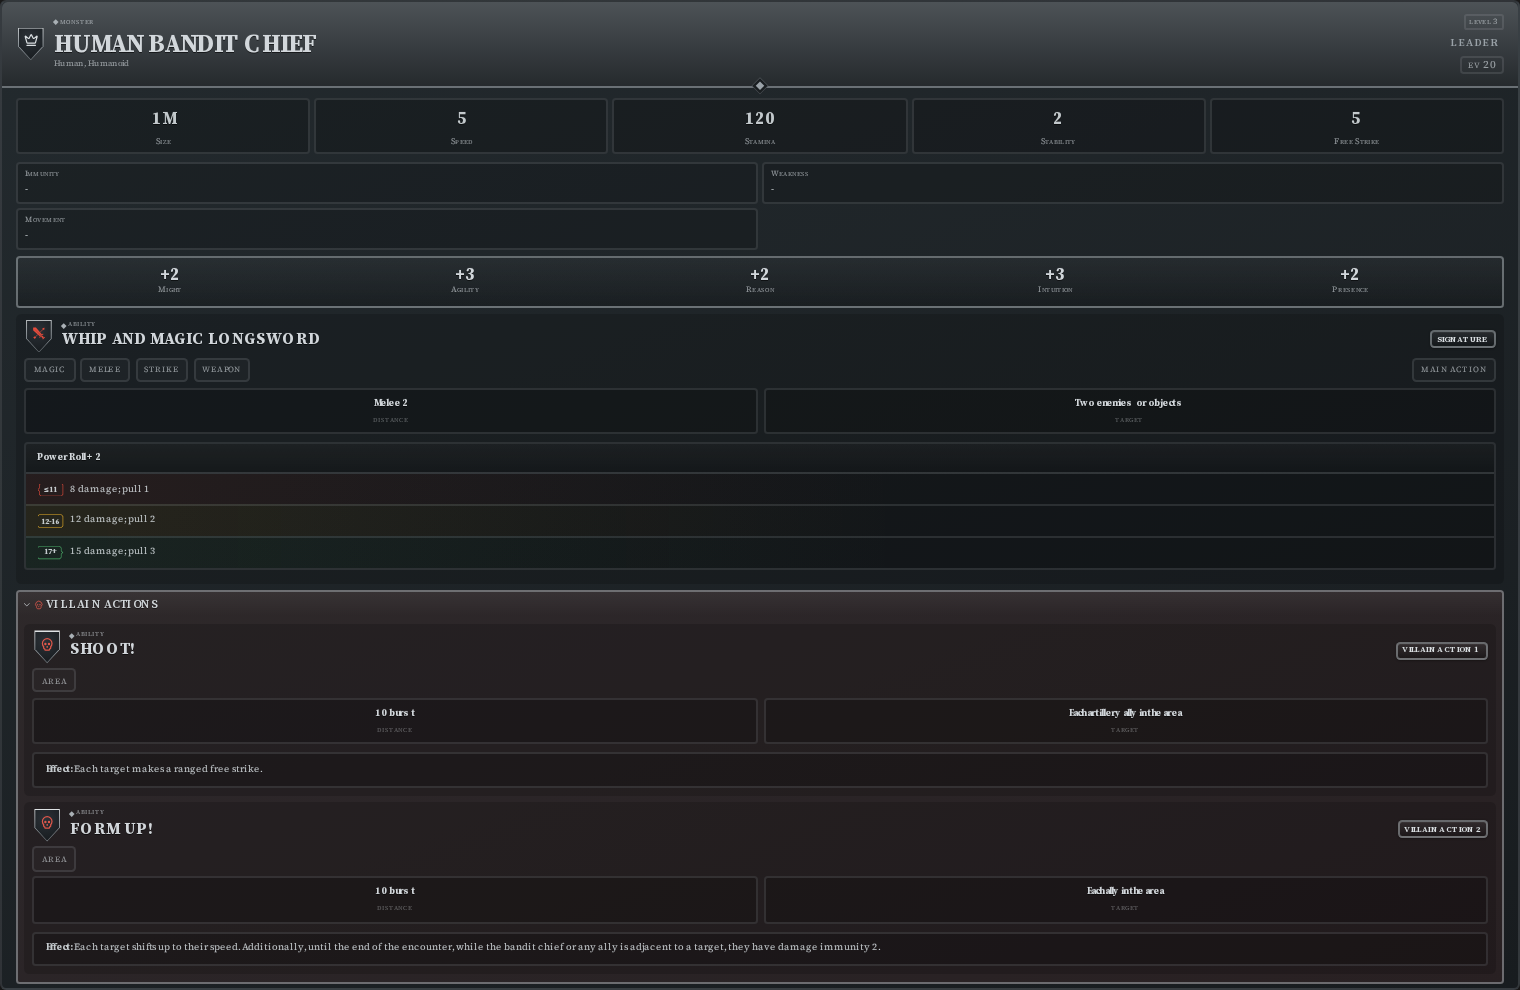 MONSTER
HUMAN BANDIT CHIEF
Human, Humanoid
LEVEL 3
LEADER
EV 20
1M
Size
5
Speed
120
Stamina
2
Stability
5
Free Strike
Immunity
-
Weakness
-
Movement
-
+2
Might
+3
Agility
+2
Reason
+3
Intuition
+2
Presence
ABILITY
WHIP AND MAGIC LONGSWORD
SIGNATURE
MAGIC
MELEE
STRIKE
WEAPON
MAIN ACTION
Melee 2
DISTANCE
Two enemies or objects
TARGET
Power Roll + 2
≤11 8 damage; pull 1
12-16 12 damage; pull 2
17+ 15 damage; pull 3
VILLAIN ACTIONS
ABILITY
SHOOT!
VILLAIN ACTION 1
AREA
10 burst
DISTANCE
Each artillery ally in the area
TARGET
Effect: Each target makes a ranged free strike.
ABILITY
FORM UP!
VILLAIN ACTION 2
AREA
10 burst
DISTANCE
Each ally in the area
TARGET
Effect: Each target shifts up to their speed. Additionally, until the end of the encounter, while the bandit chief or any ally is adjacent to a target, they have damage immunity 2.